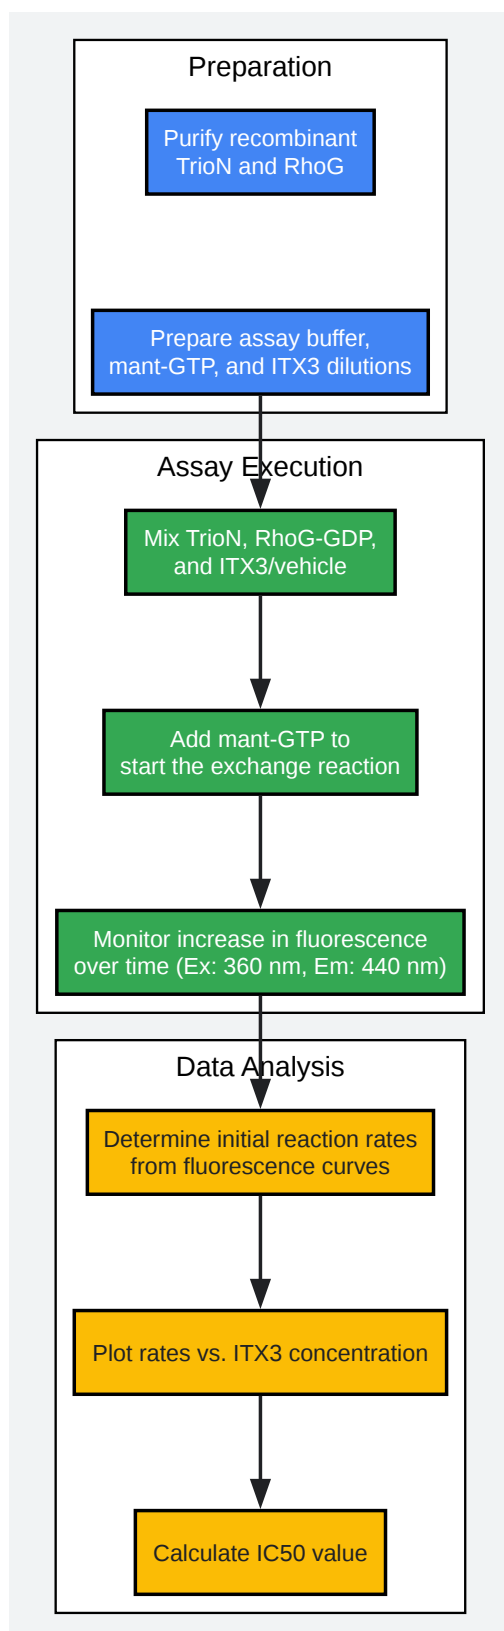 Preparation
Purify recombinant
TrioN and RhoG
Prepare assay buffer,
mant-GTP, and ITX3 dilutions
Assay Execution
Mix TrioN, RhoG-GDP,
and ITX3/vehicle
Add mant-GTP to
start the exchange reaction
Monitor increase in fluorescence
over time (Ex: 360 nm, Em: 440 nm)
Data Analysis
Determine initial reaction rates
from fluorescence curves
Plot rates vs. ITX3 concentration
Calculate IC50 value